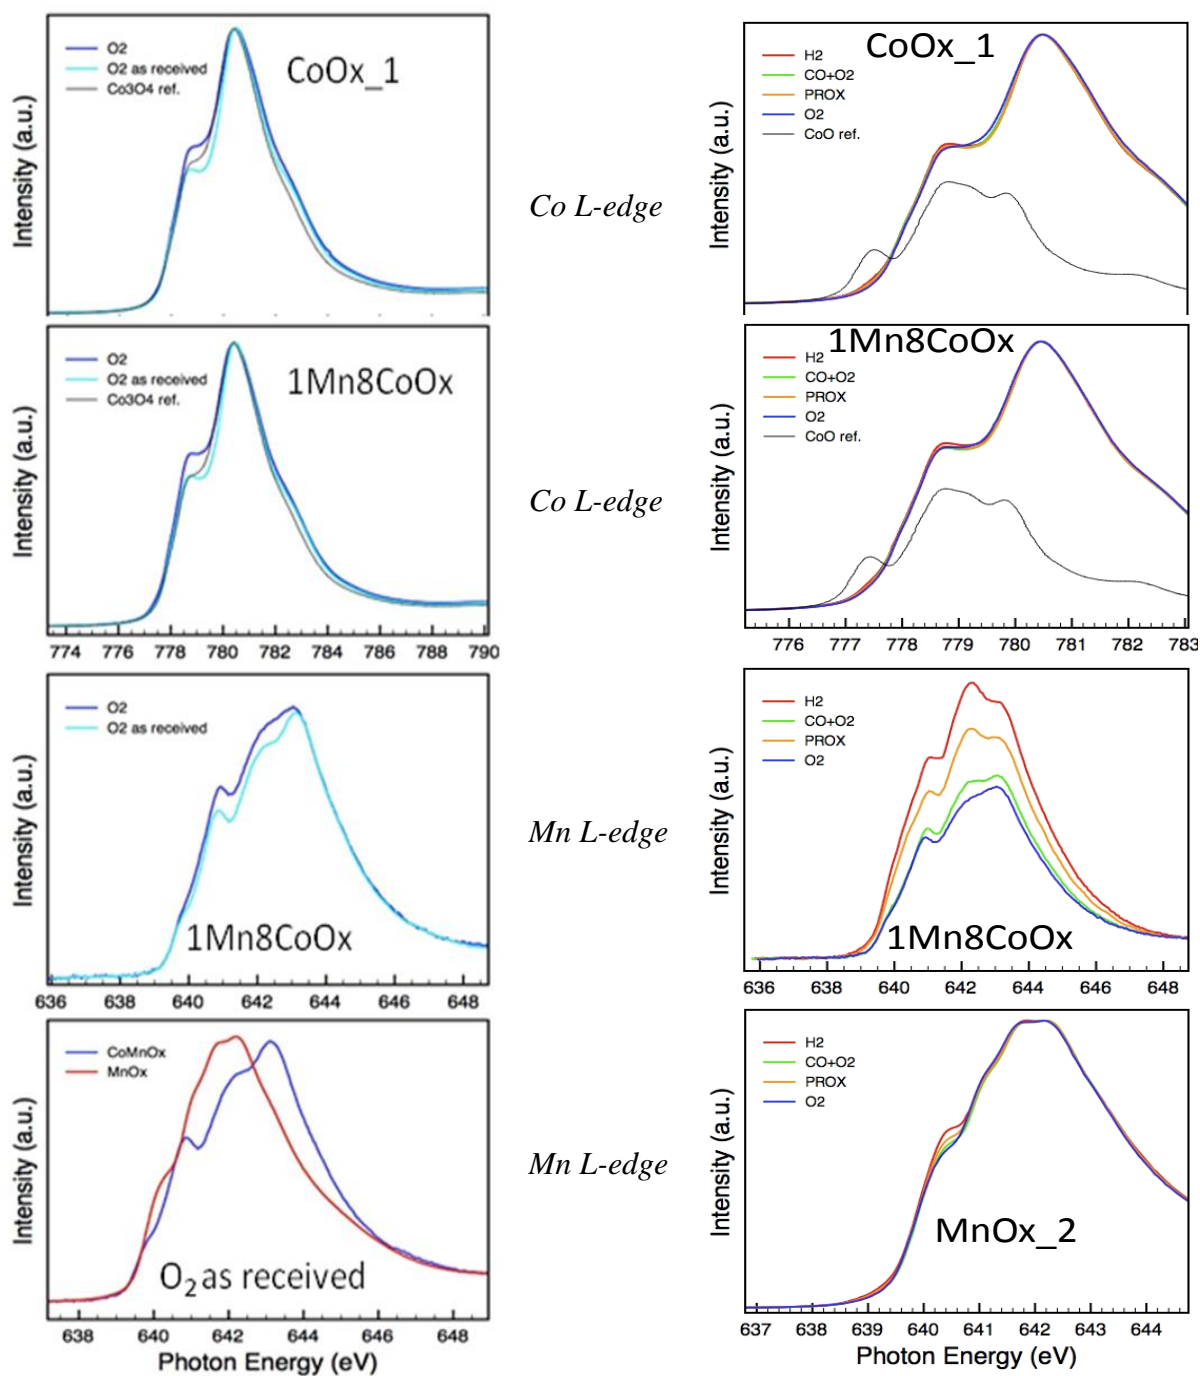 O2
O2 as received
Co3O4 ref.
CoOx_1
Intensity (a.u.)
Co L-edge
H2
CO+O2
PROX
O2
CoO ref.
CoOx_1
Intensity (a.u.)
O2
O2 as received
Co3O4 ref.
1Mn8CoOx
Intensity (a.u.)
774 776 778 780 782 784 786 788 790
Co L-edge
H2
CO+O2
PROX
O2
CoO ref.
1Mn8CoOx
Intensity (a.u.)
776 777 778 779 780 781 782 783
O2
O2 as received
1Mn8CoOx
Intensity (a.u.)
636 638 640 642 644 646 648
Mn L-edge
H2
CO+O2
PROX
O2
1Mn8CoOx
Intensity (a.u.)
636 638 640 642 644 646 648
CoMnOx
MnOx
O2 as received
Intensity (a.u.)
638 640 642 644 646 648
Photon Energy (eV)
Mn L-edge
H2
CO+O2
PROX
O2
MnOx_2
Intensity (a.u.)
637 638 639 640 641 642 643 644
Photon Energy (eV)